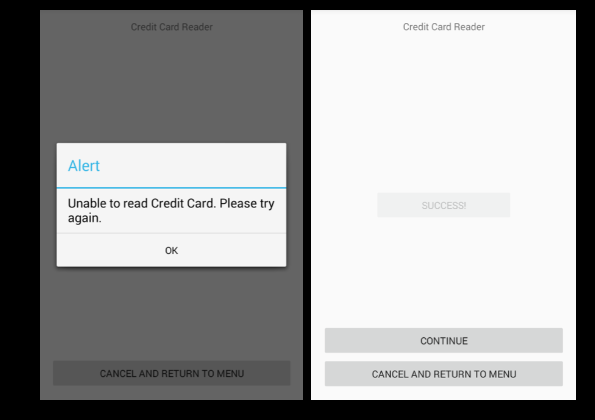 Credit Card Reader
Alert
Unable to read Credit Card. Please try
again.
OK
CANCEL AND RETURN TO MENU
Credit Card Reader
SUCCESS!
CONTINUE
CANCEL AND RETURN TO MENU